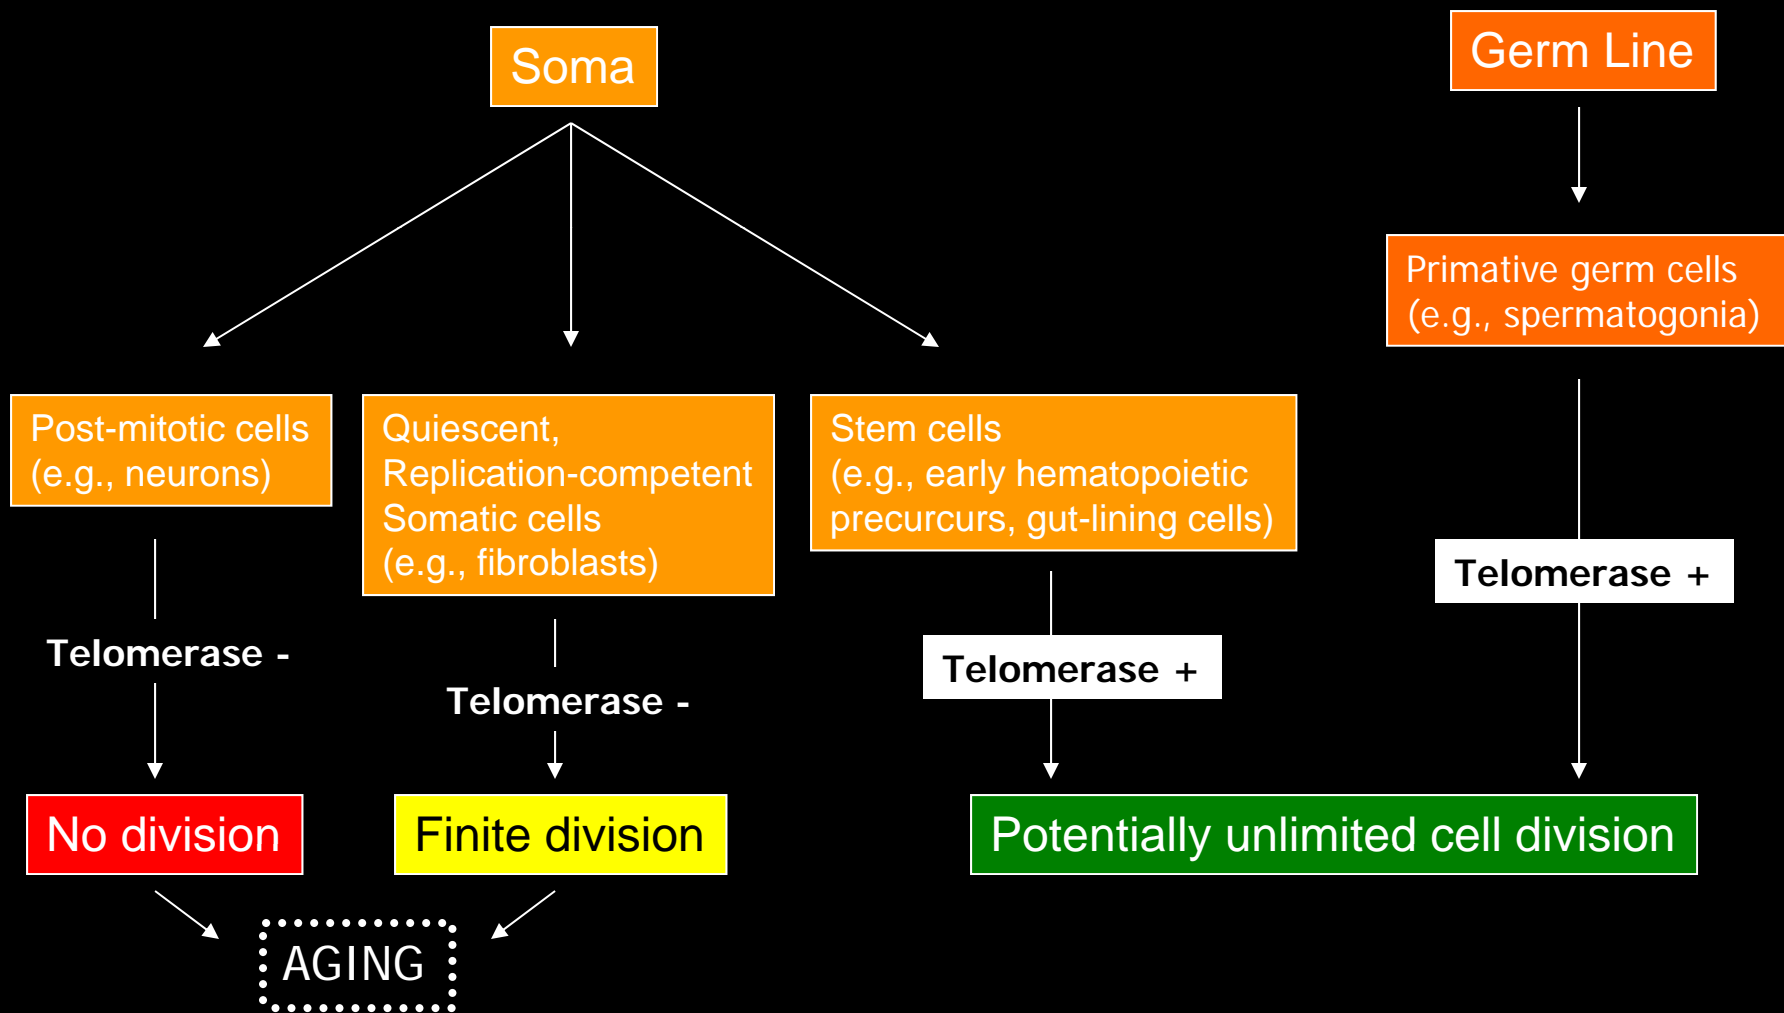 Soma
Germ Line
Primative germ cells
(e.g., spermatogonia)
Post-mitotic cells
(e.g., neurons)
Quiescent,
Replication-competent
Somatic cells
(e.g., fibroblasts)
Stem cells
(e.g., early hematopoietic
precurcurs, gut-lining cells)
Telomerase -
Telomerase -
Telomerase +
Telomerase +
No division
Finite division
Potentially unlimited cell division
AGING